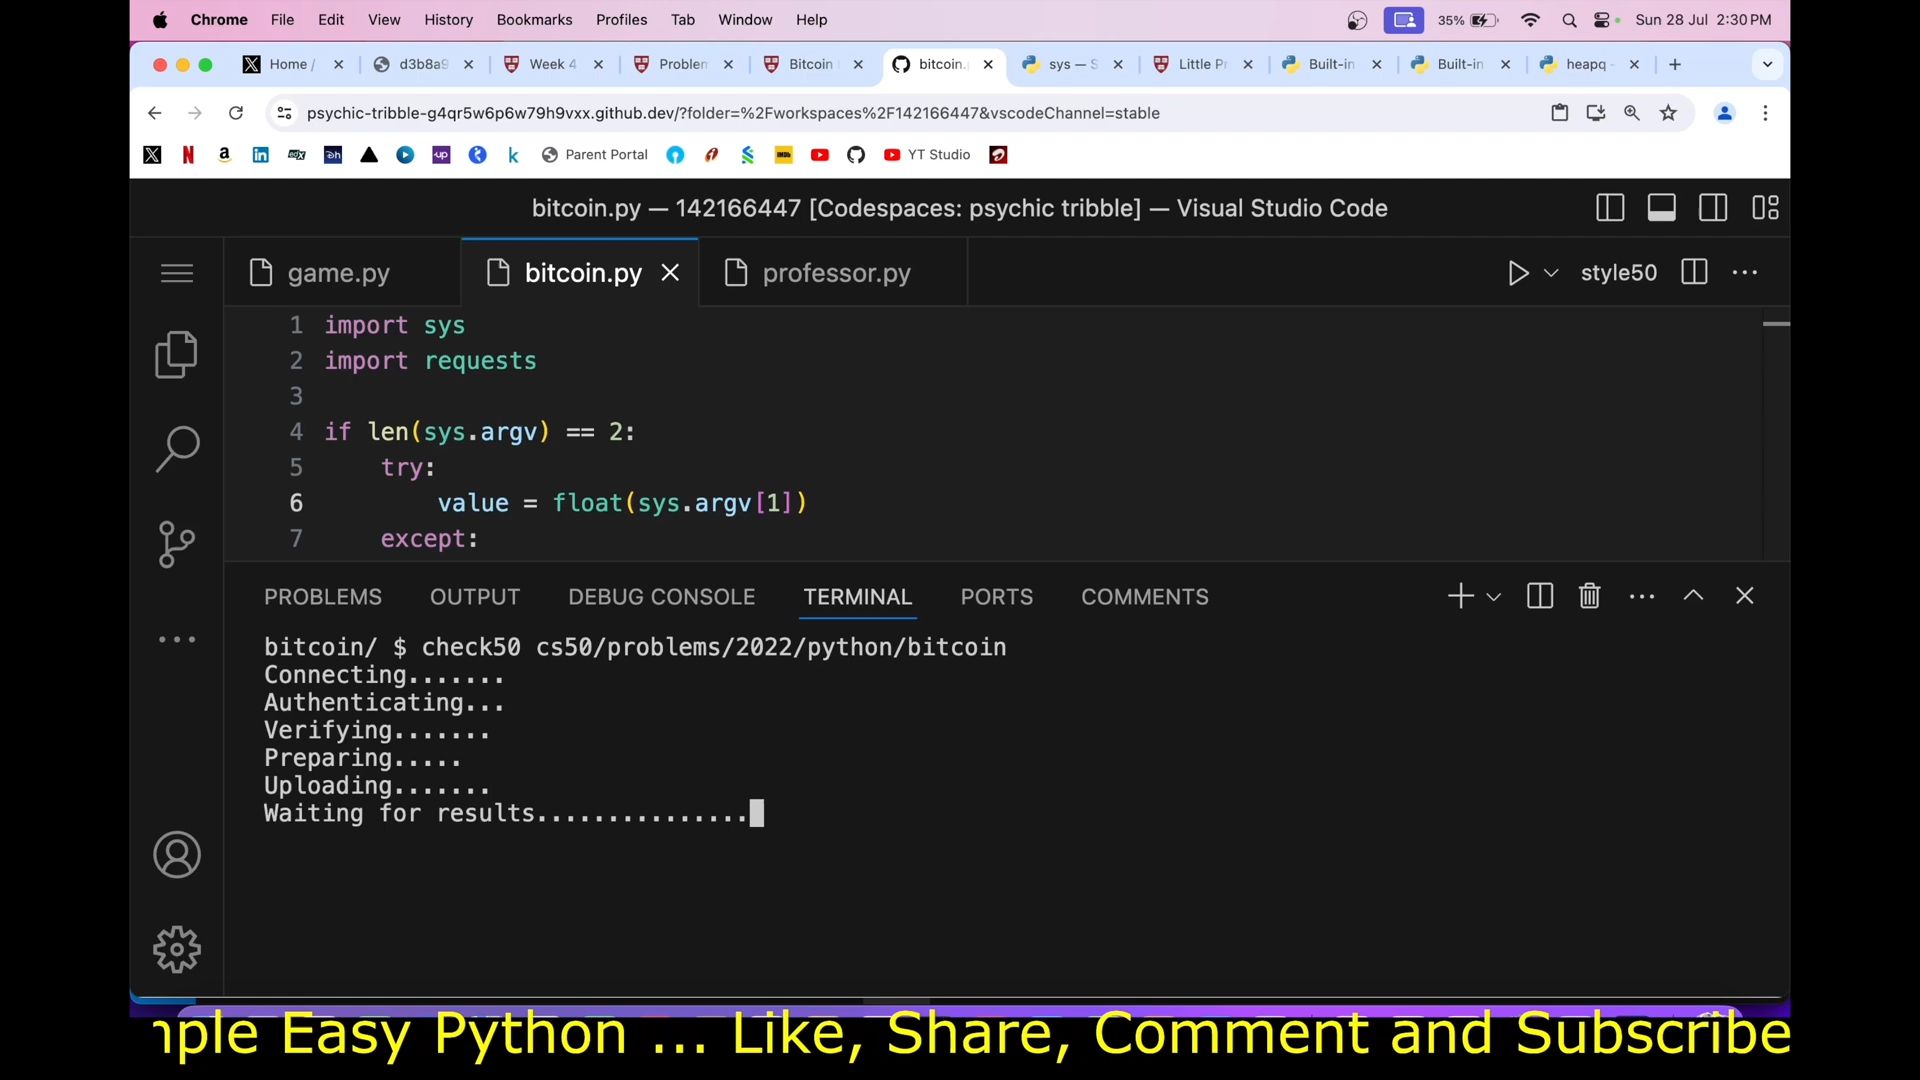 Chrome File Edit View History Bookmarks Profiles Tab Window Help 35% Sun 28 Jul 2:30 PM
Home / d3b8a9 Week 4 Problem Bitcoin bitcoin. sys — S Little Pr Built-in Built-in heapq -
psychic-tribble-g4qr5w6p6w79h9vxx.github.dev/?folder=%2Fworkspaces%2F142166447&vscodeChannel=stable
Parent Portal YT Studio
bitcoin.py — 142166447 [Codespaces: psychic tribble] — Visual Studio Code
game.py bitcoin.py professor.py style50
1 import sys
2 import requests
3
4 if len(sys.argv) == 2:
5 try:
6 value = float(sys.argv[1])
7 except:
PROBLEMS OUTPUT DEBUG CONSOLE TERMINAL PORTS COMMENTS
bitcoin/ $ check50 cs50/problems/2022/python/bitcoin
Connecting.......
Authenticating...
Verifying.......
Preparing.....
Uploading.......
Waiting for results...............
mple Easy Python ... Like, Share, Comment and Subscribe